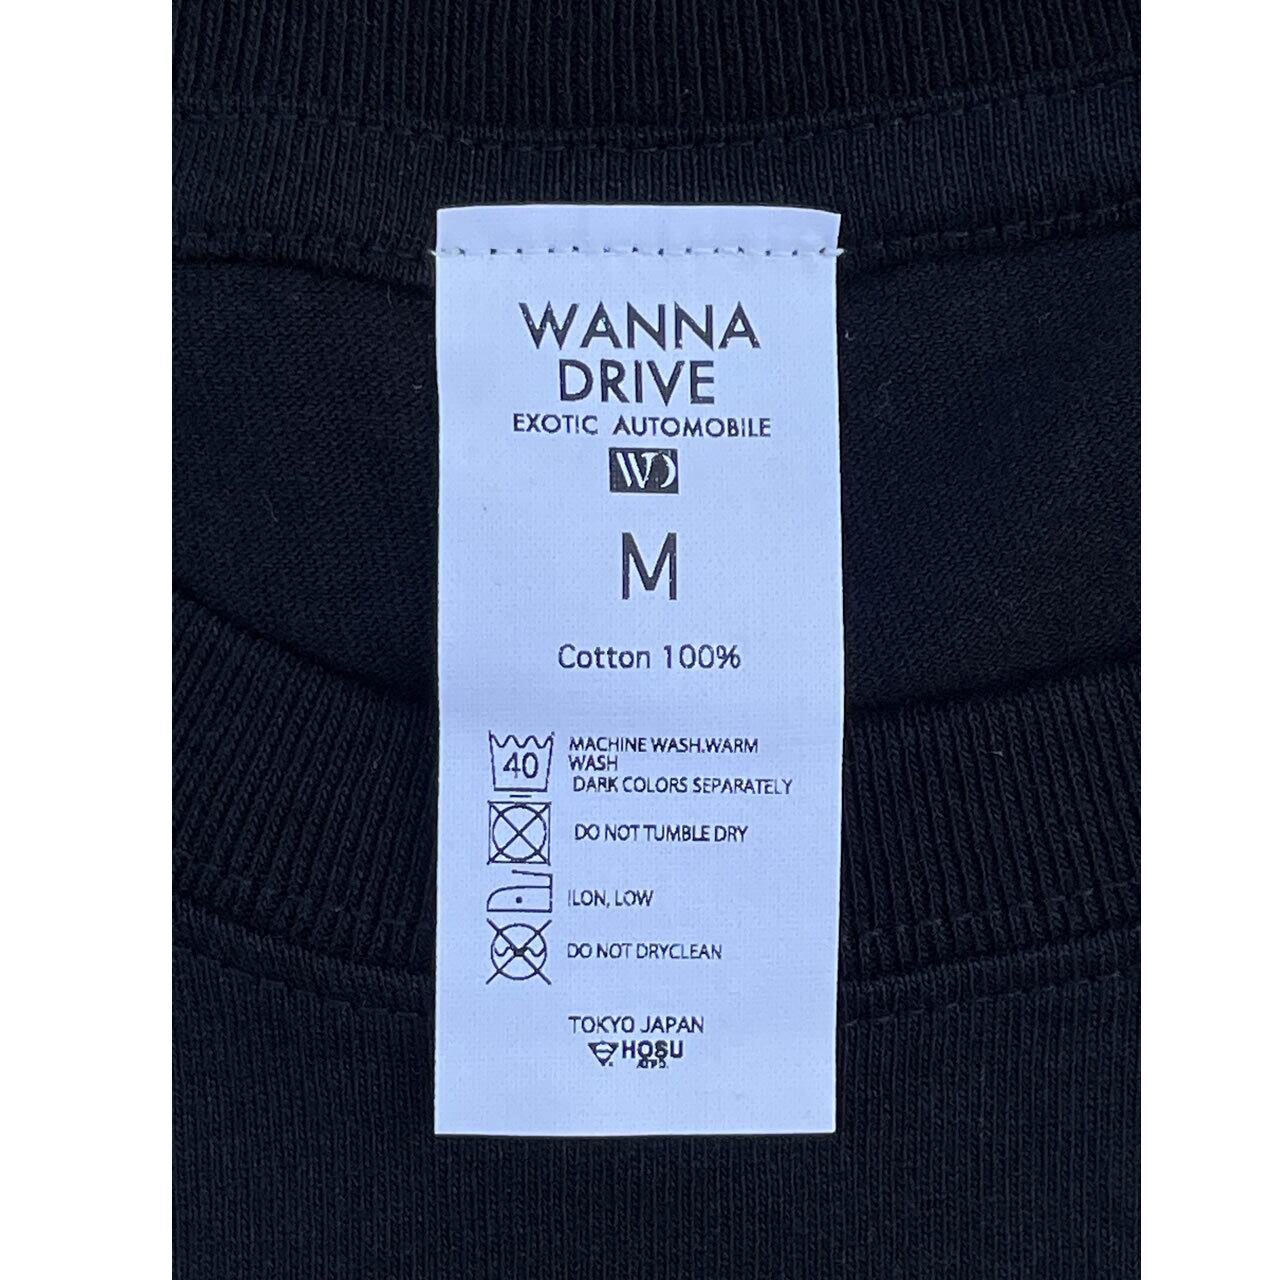 WANNA
DRIVE
EXOTIC AUTOMOBILE
WD
M
Cotton 100%
40
MACHINE WASH.WARM
WASH
DARK COLORS SEPARATELY
DO NOT TUMBLE DRY
ILON, LOW
DO NOT DRYCLEAN
TOKYO JAPAN
HOSU